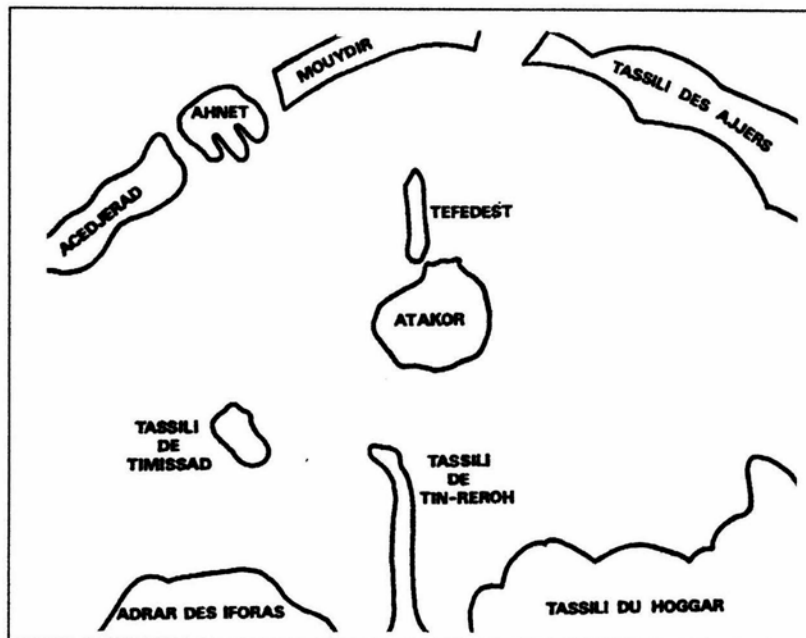 MOUYDIR
TASSILI DES AJJERS
AHNET
ACEDJERAD
TEFEDEST
ATAKOR
TASSILI
DE
TIMISSAD
TASSILI
DE
TIN-REROH
ADRAR DES IFORAS
TASSILI DU HOGGAR